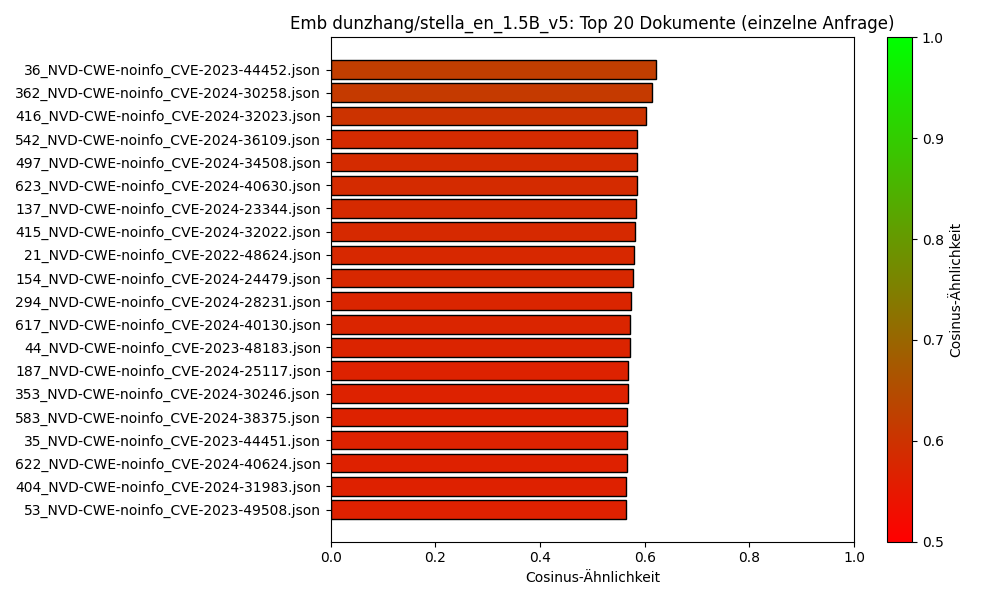 Emb dunzhang/stella_en_1.5B_v5: Top 20 Dokumente (einzelne Anfrage)
36_NVD-CWE-noinfo_CVE-2023-44452.json
362_NVD-CWE-noinfo_CVE-2024-30258.json
416_NVD-CWE-noinfo_CVE-2024-32023.json
542_NVD-CWE-noinfo_CVE-2024-36109.json
497_NVD-CWE-noinfo_CVE-2024-34508.json
623_NVD-CWE-noinfo_CVE-2024-40630.json
137_NVD-CWE-noinfo_CVE-2024-23344.json
415_NVD-CWE-noinfo_CVE-2024-32022.json
21_NVD-CWE-noinfo_CVE-2022-48624.json
154_NVD-CWE-noinfo_CVE-2024-24479.json
294_NVD-CWE-noinfo_CVE-2024-28231.json
617_NVD-CWE-noinfo_CVE-2024-40130.json
44_NVD-CWE-noinfo_CVE-2023-48183.json
187_NVD-CWE-noinfo_CVE-2024-25117.json
353_NVD-CWE-noinfo_CVE-2024-30246.json
583_NVD-CWE-noinfo_CVE-2024-38375.json
35_NVD-CWE-noinfo_CVE-2023-44451.json
622_NVD-CWE-noinfo_CVE-2024-40624.json
404_NVD-CWE-noinfo_CVE-2024-31983.json
53_NVD-CWE-noinfo_CVE-2023-49508.json
0.0 0.2 0.4 0.6 0.8 1.0
Cosinus-Ähnlichkeit
1.0
0.9
0.8
0.7
0.6
0.5
Cosinus-Ähnlichkeit